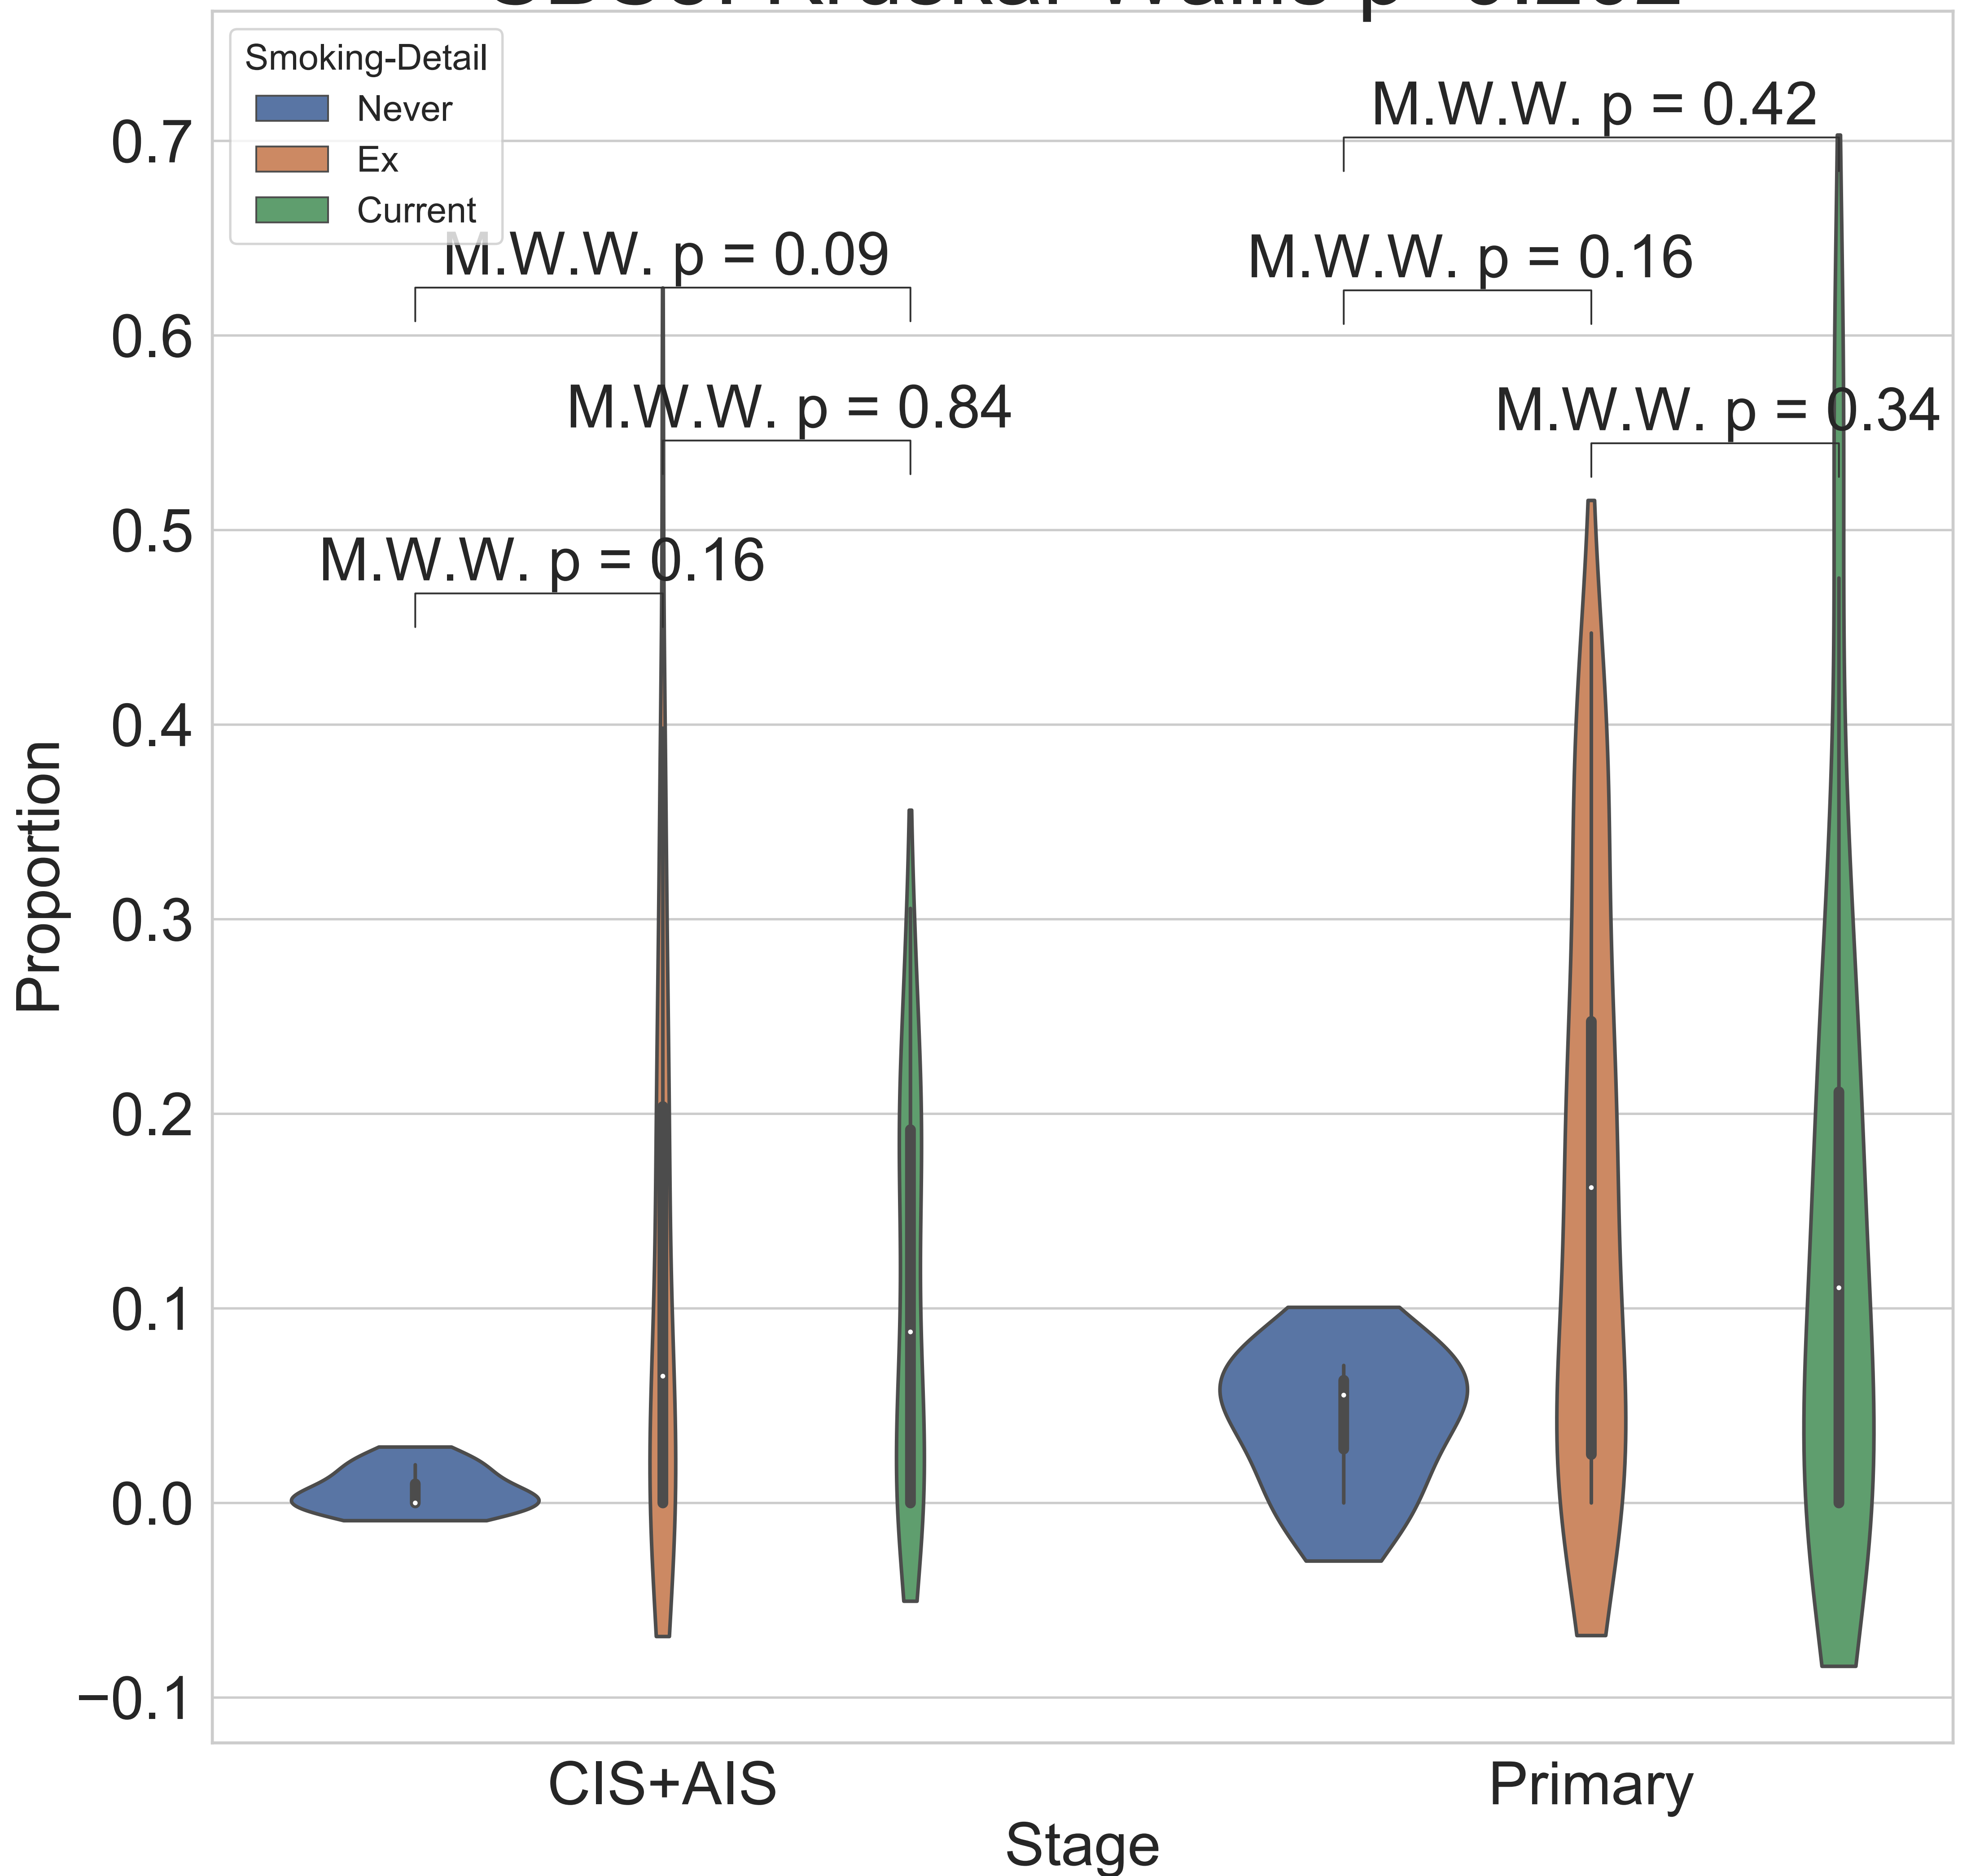 Smoking-Detail
Never
Ex
Current
M.W.W. p = 0.42
M.W.W. p = 0.09
M.W.W. p = 0.16
M.W.W. p = 0.84
M.W.W. p = 0.34
M.W.W. p = 0.16
0.7
0.6
0.5
0.4
0.3
0.2
0.1
0.0
−0.1
Proportion
CIS+AIS
Primary
Stage